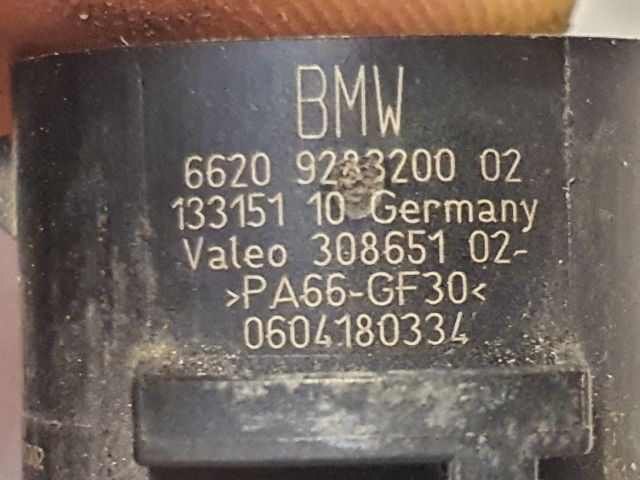 BMW
6620 9283200 02
133151 10 Germany
Valeo 308651 02-
>PA66-GF30<
0604180334